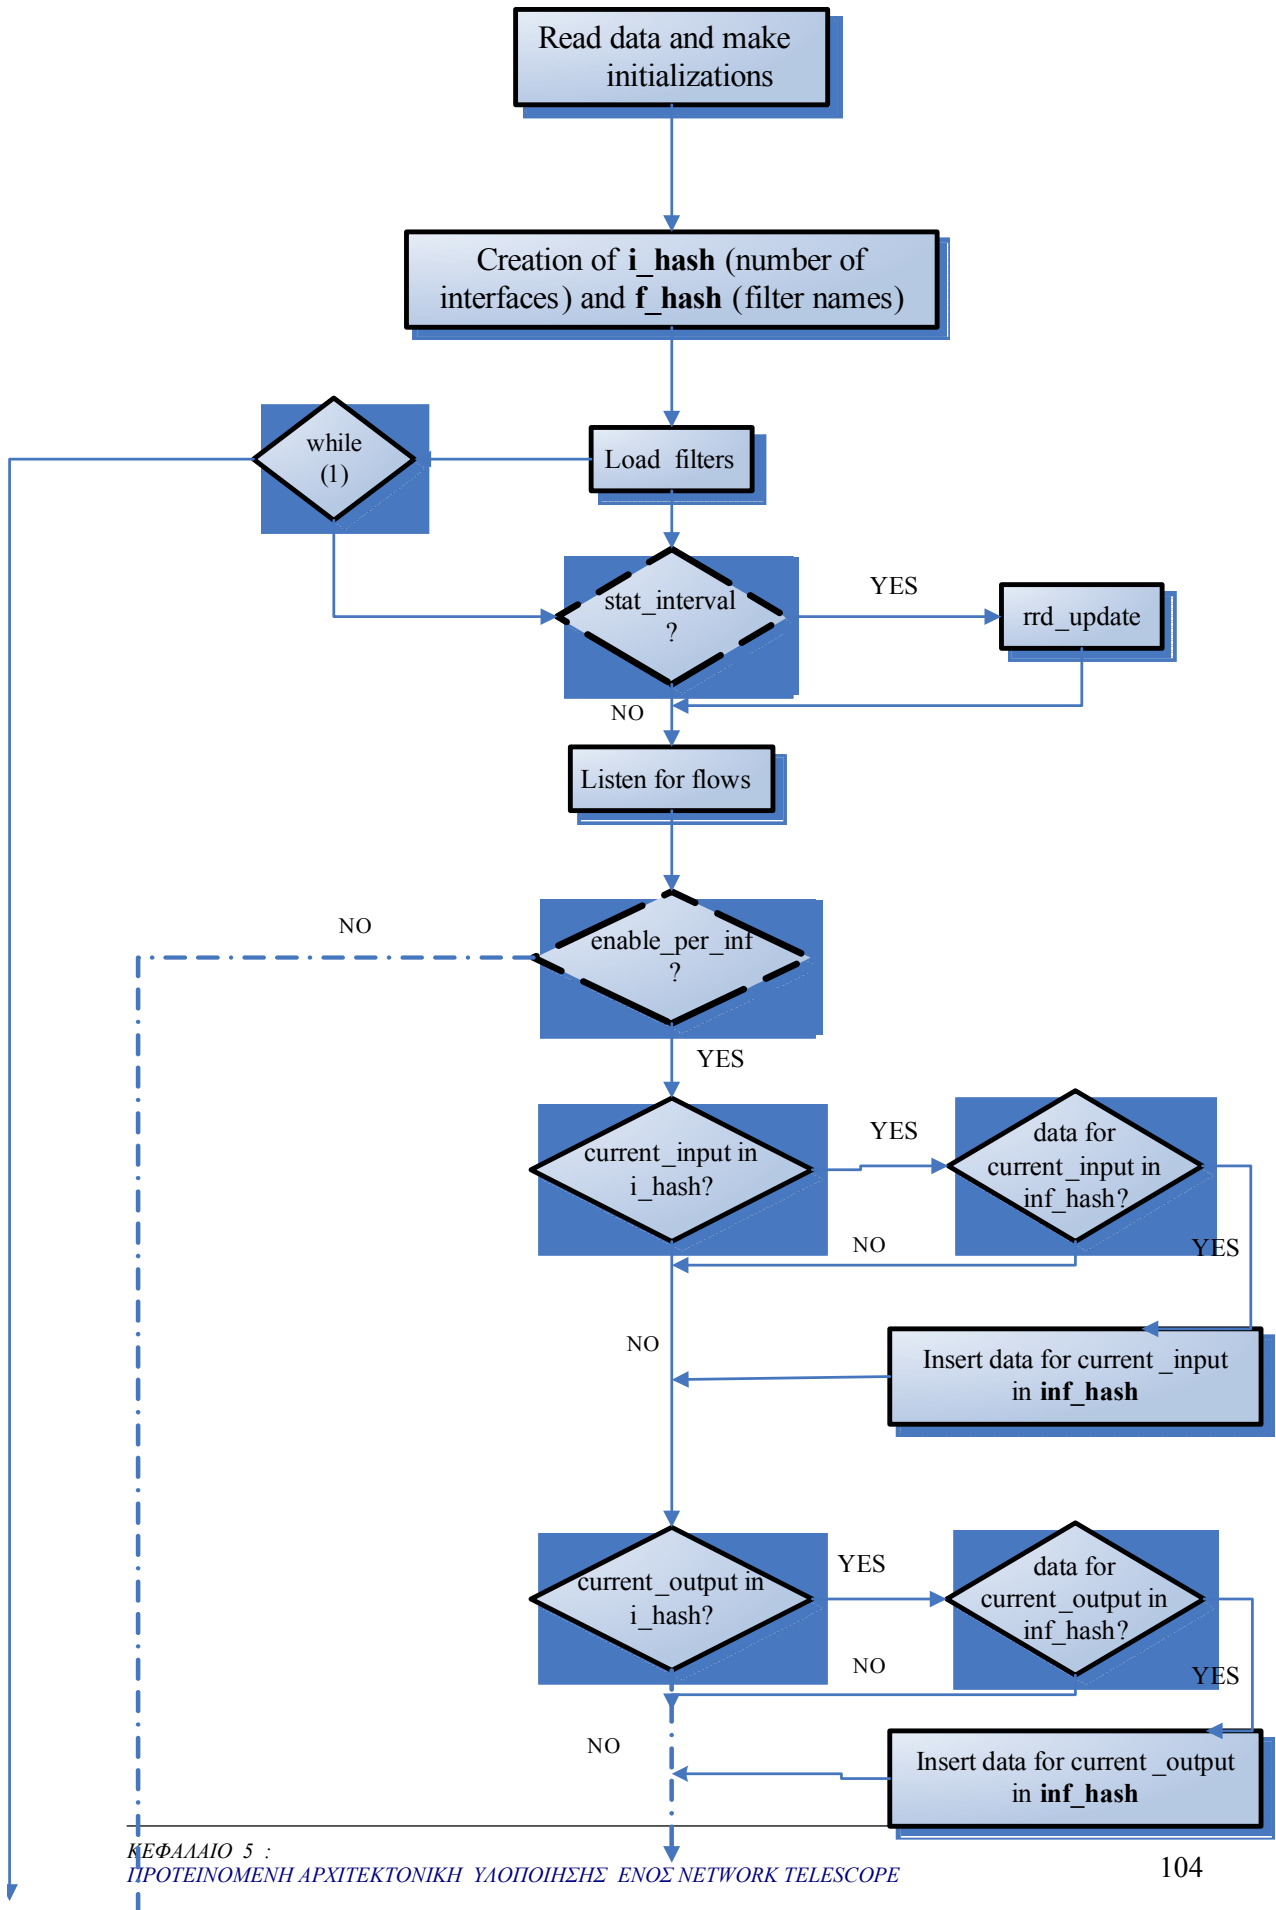 Read data and make
initializations
Creation of i_hash (number of
interfaces) and f_hash (filter names)
while
(1)
Load filters
stat_interval
?
YES
rrd_update
NO
Listen for flows
NO
enable_per_inf
?
YES
current_input in
i_hash?
YES
data for
current_input in
inf_hash?
NO
YES
NO
Insert data for current_input
in inf_hash
current_output in
i_hash?
YES
data for
current_output in
inf_hash?
NO
YES
NO
Insert data for current_output
in inf_hash
ΚΕΦΑΛΑΙΟ 5 :
ΠΡΟΤΕΙΝΟΜΕΝΗ ΑΡΧΙΤΕΚΤΟΝΙΚΗ ΥΛΟΠΟΙΗΣΗΣ ΕΝΟΣ NETWORK TELESCOPE
104